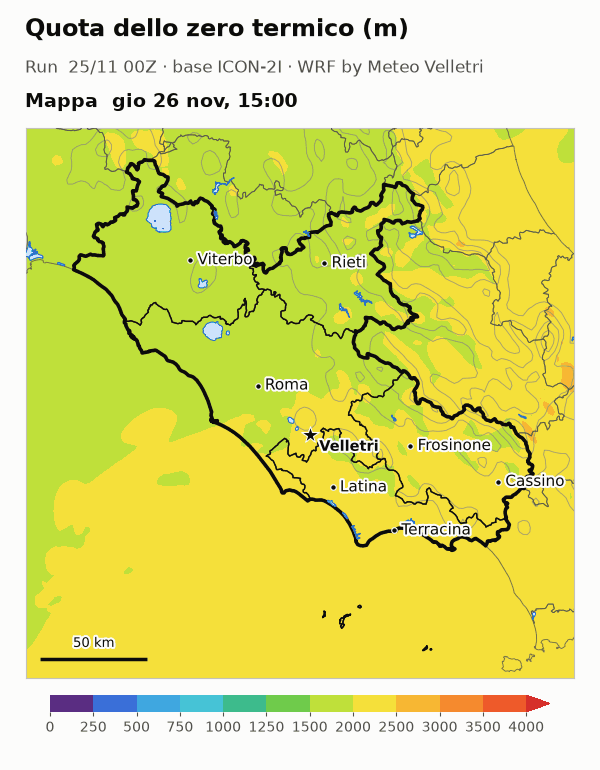 Quota dello zero termico (m)
Run 25/11 00Z · base ICON-2I · WRF by Meteo Velletri
Mappa gio 26 nov, 15:00
Viterbo
Rieti
Roma
Velletri
Frosinone
Cassino
Latina
Terracina
50 km
0 250 500 750 1000 1250 1500 2000 2500 3000 3500 4000